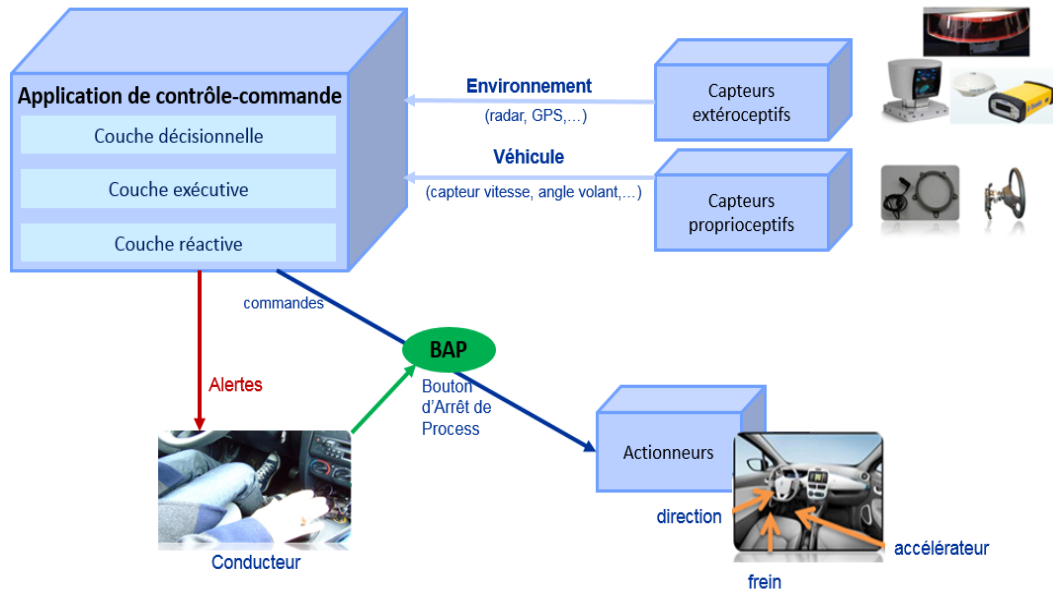 Application de contrôle-commande
Couche décisionnelle
Couche exécutive
Couche réactive
Environnement
(radar, GPS,...)
Véhicule
(capteur vitesse, angle volant,...)
Capteurs
extéroceptifs
Capteurs
proprioceptifs
commandes
Alertes
BAP
Bouton
d'Arrêt de
Process
Conducteur
Actionneurs
direction
frein
accélérateur